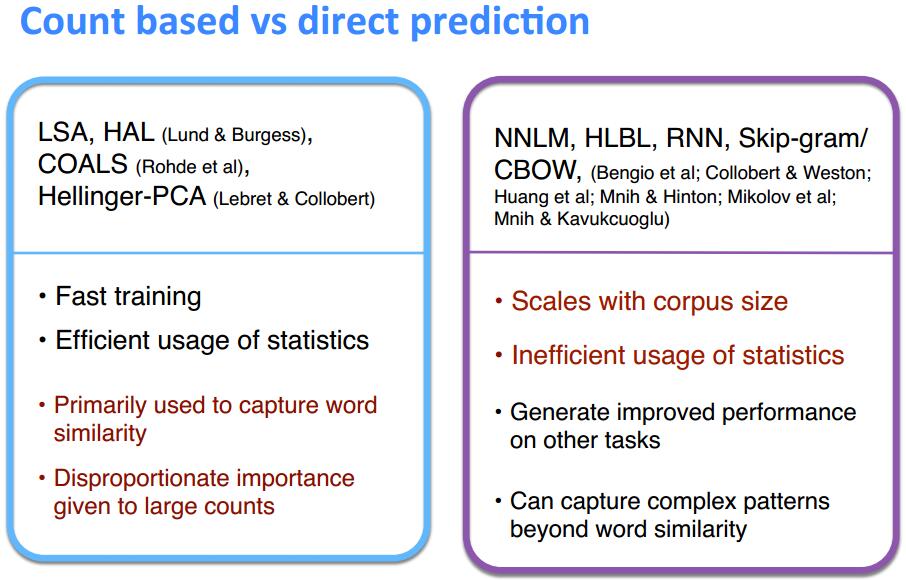 Count based vs direct prediction
LSA, HAL (Lund & Burgess),
COALS (Rohde et al),
Hellinger-PCA (Lebret & Collobert)
• Fast training
• Efficient usage of statistics
• Primarily used to capture word
similarity
• Disproportionate importance
given to large counts
NNLM, HLBL, RNN, Skip-gram/
CBOW, (Bengio et al; Collobert & Weston;
Huang et al; Mnih & Hinton; Mikolov et al;
Mnih & Kavukcuoglu)
• Scales with corpus size
• Inefficient usage of statistics
• Generate improved performance
on other tasks
• Can capture complex patterns
beyond word similarity